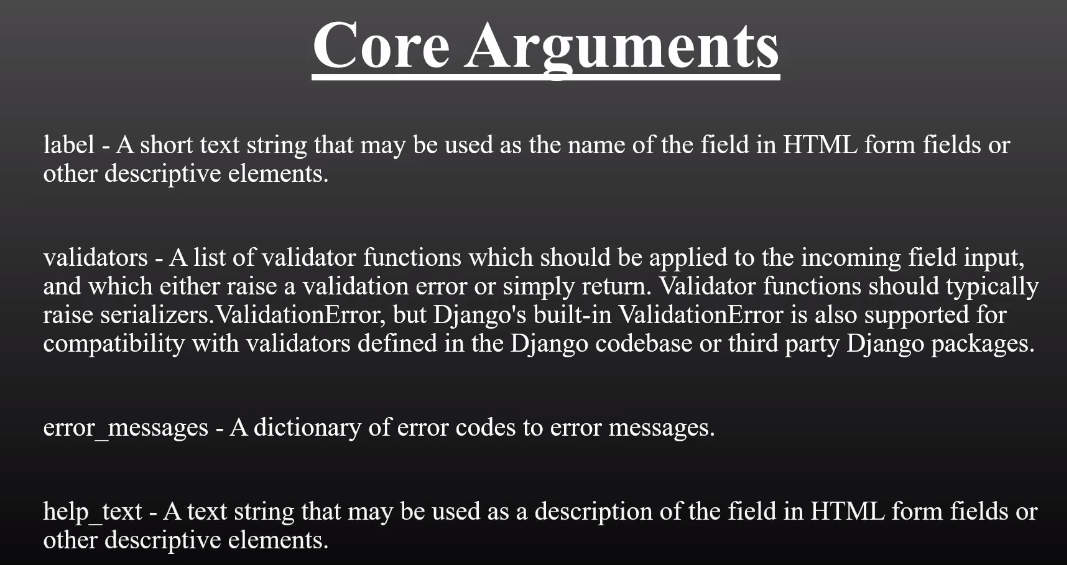 Core Arguments
label - A short text string that may be used as the name of the field in HTML form fields or
other descriptive elements.
validators - A list of validator functions which should be applied to the incoming field input,
and which either raise a validation error or simply return. Validator functions should typically
raise serializers.ValidationError, but Django's built-in ValidationError is also supported for
compatibility with validators defined in the Django codebase or third party Django packages.
error_messages - A dictionary of error codes to error messages.
help_text - A text string that may be used as a description of the field in HTML form fields or
other descriptive elements.